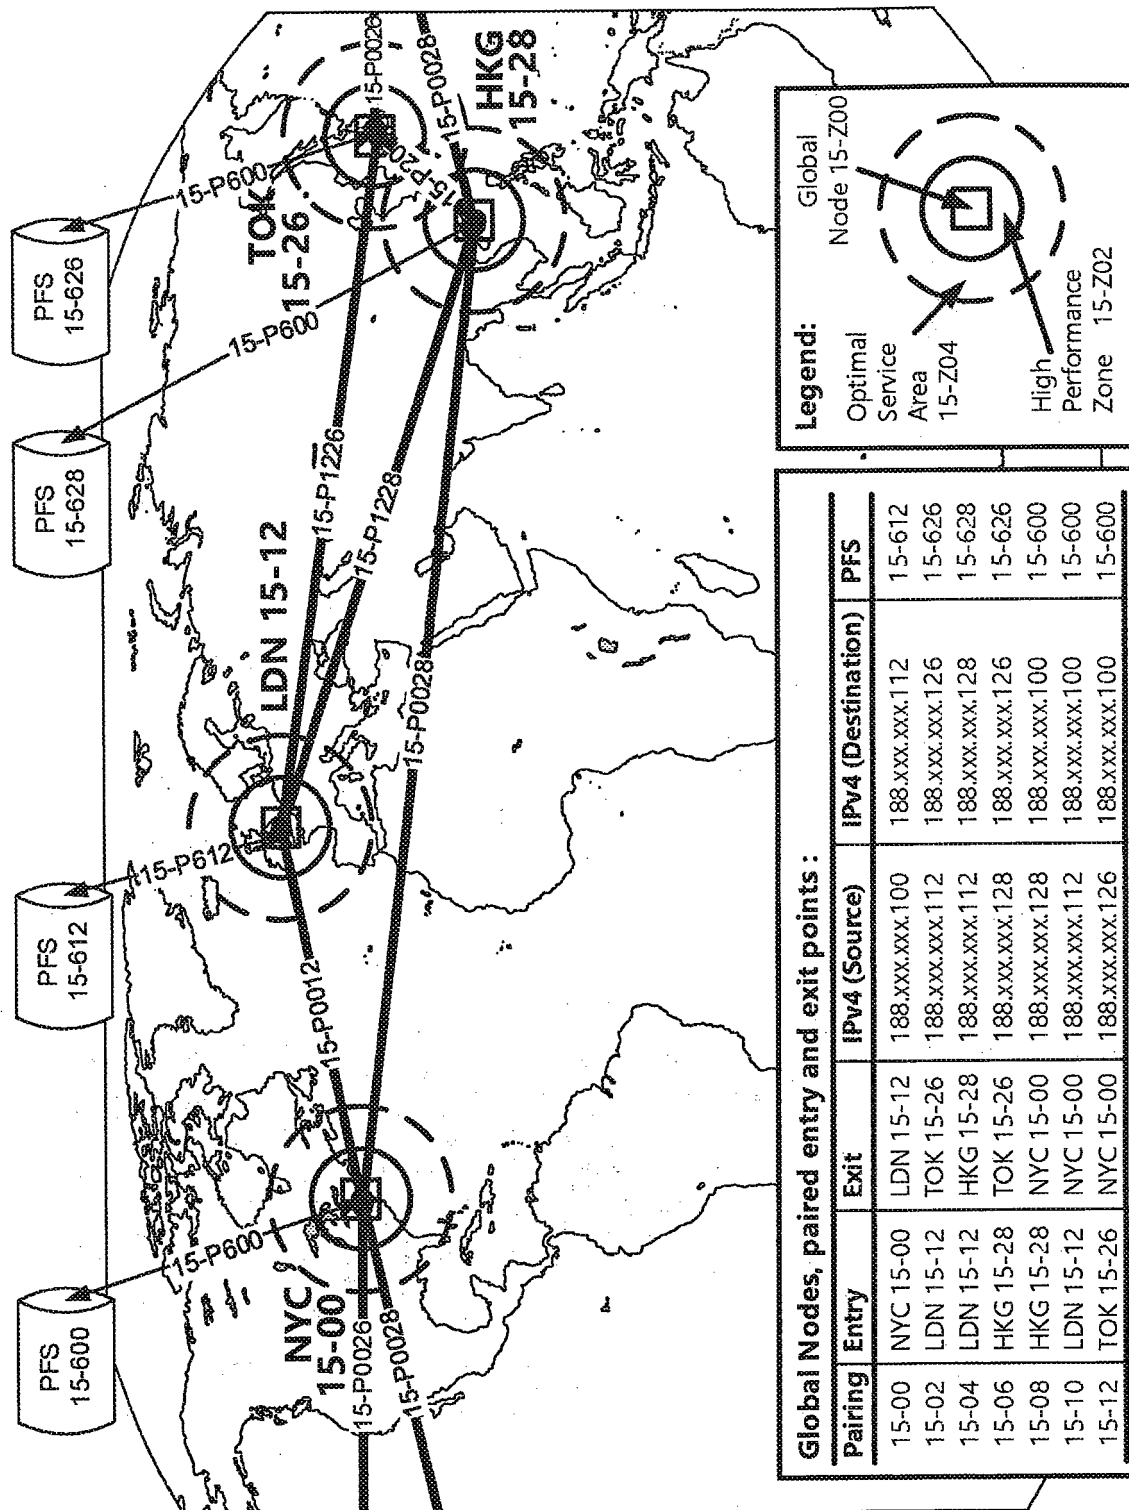 PFS
15-600
PFS
15-612
PFS
15-628
PFS
15-626
15-P600
15-P612
15-P600
15-P600
NYC
15-00
LDN 15-12
TOK
15-26
HKG
15-28
15-P0026
15-P0028
15-P0012
15-P0028
15-P1226
15-P1228
15-P0026
15-P0028
Global Nodes, paired entry and exit points :
Pairing Entry Exit IPv4 (Source) IPv4 (Destination) PFS
15-00 NYC 15-00 LDN 15-12 188.xxx.xxx.100 188.xxx.xxx.112 15-612
15-02 LDN 15-12 TOK 15-26 188.xxx.xxx.112 188.xxx.xxx.126 15-626
15-04 LDN 15-12 HKG 15-28 188.xxx.xxx.112 188.xxx.xxx.128 15-628
15-06 HKG 15-28 TOK 15-26 188.xxx.xxx.128 188.xxx.xxx.126 15-626
15-08 HKG 15-28 NYC 15-00 188.xxx.xxx.128 188.xxx.xxx.100 15-600
15-10 LDN 15-12 NYC 15-00 188.xxx.xxx.112 188.xxx.xxx.100 15-600
15-12 TOK 15-26 NYC 15-00 188.xxx.xxx.126 188.xxx.xxx.100 15-600
Legend:
Optimal
Service
Area
15-Z04
Global
Node 15-Z00
High
Performance
Zone 15-Z02